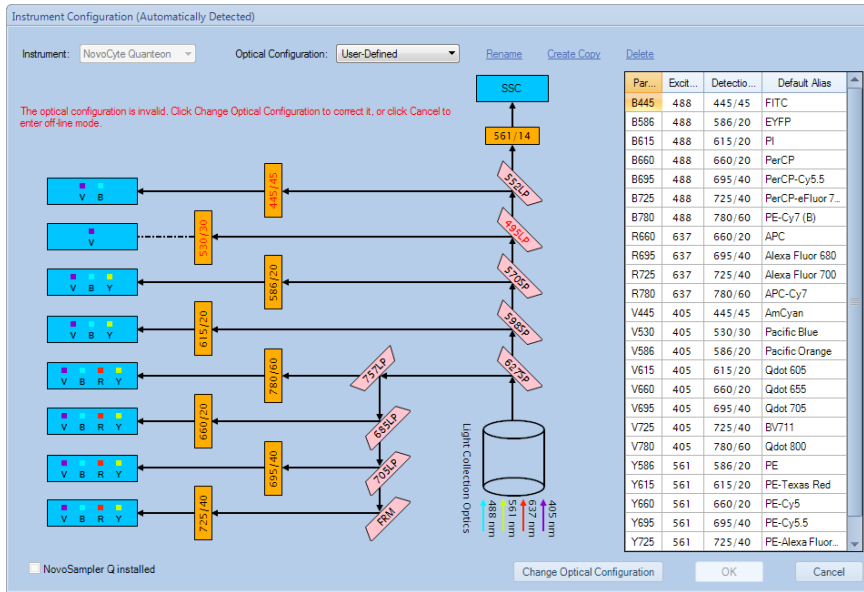 Instrument Configuration (Automatically Detected)
Instrument: NovoCyte Quanteon Optical Configuration: User-Defined Rename Create Copy Delete
The optical configuration is invalid. Click Change Optical Configuration to correct it, or click Cancel to
enter off-line mode.
SSC
561/14
552LP
445/45
V B
495LP
530/30
V
570SP
586/20
V B Y
598SP
615/20
V B Y
627SP
757LP
780/60
V B R Y
685LP
660/20
V B R Y
705LP
695/40
V B R Y
FRM
725/40
V B R Y
Light Collection Optics
488 nm
561 nm
637 nm
405 nm
Par... Excit... Detectio... Default Alias
B445 488 445/45 FITC
B586 488 586/20 EYFP
B615 488 615/20 PI
B660 488 660/20 PerCP
B695 488 695/40 PerCP-Cy5.5
B725 488 725/40 PerCP-eFluor 7...
B780 488 780/60 PE-Cy7 (B)
R660 637 660/20 APC
R695 637 695/40 Alexa Fluor 680
R725 637 725/40 Alexa Fluor 700
R780 637 780/60 APC-Cy7
V445 405 445/45 AmCyan
V530 405 530/30 Pacific Blue
V586 405 586/20 Pacific Orange
V615 405 615/20 Qdot 605
V660 405 660/20 Qdot 655
V695 405 695/40 Qdot 705
V725 405 725/40 BV711
V780 405 780/60 Qdot 800
Y586 561 586/20 PE
Y615 561 615/20 PE-Texas Red
Y660 561 660/20 PE-Cy5
Y695 561 695/40 PE-Cy5.5
Y725 561 725/40 PE-Alexa Fluor...
NovoSampler Q installed
Change Optical Configuration OK Cancel